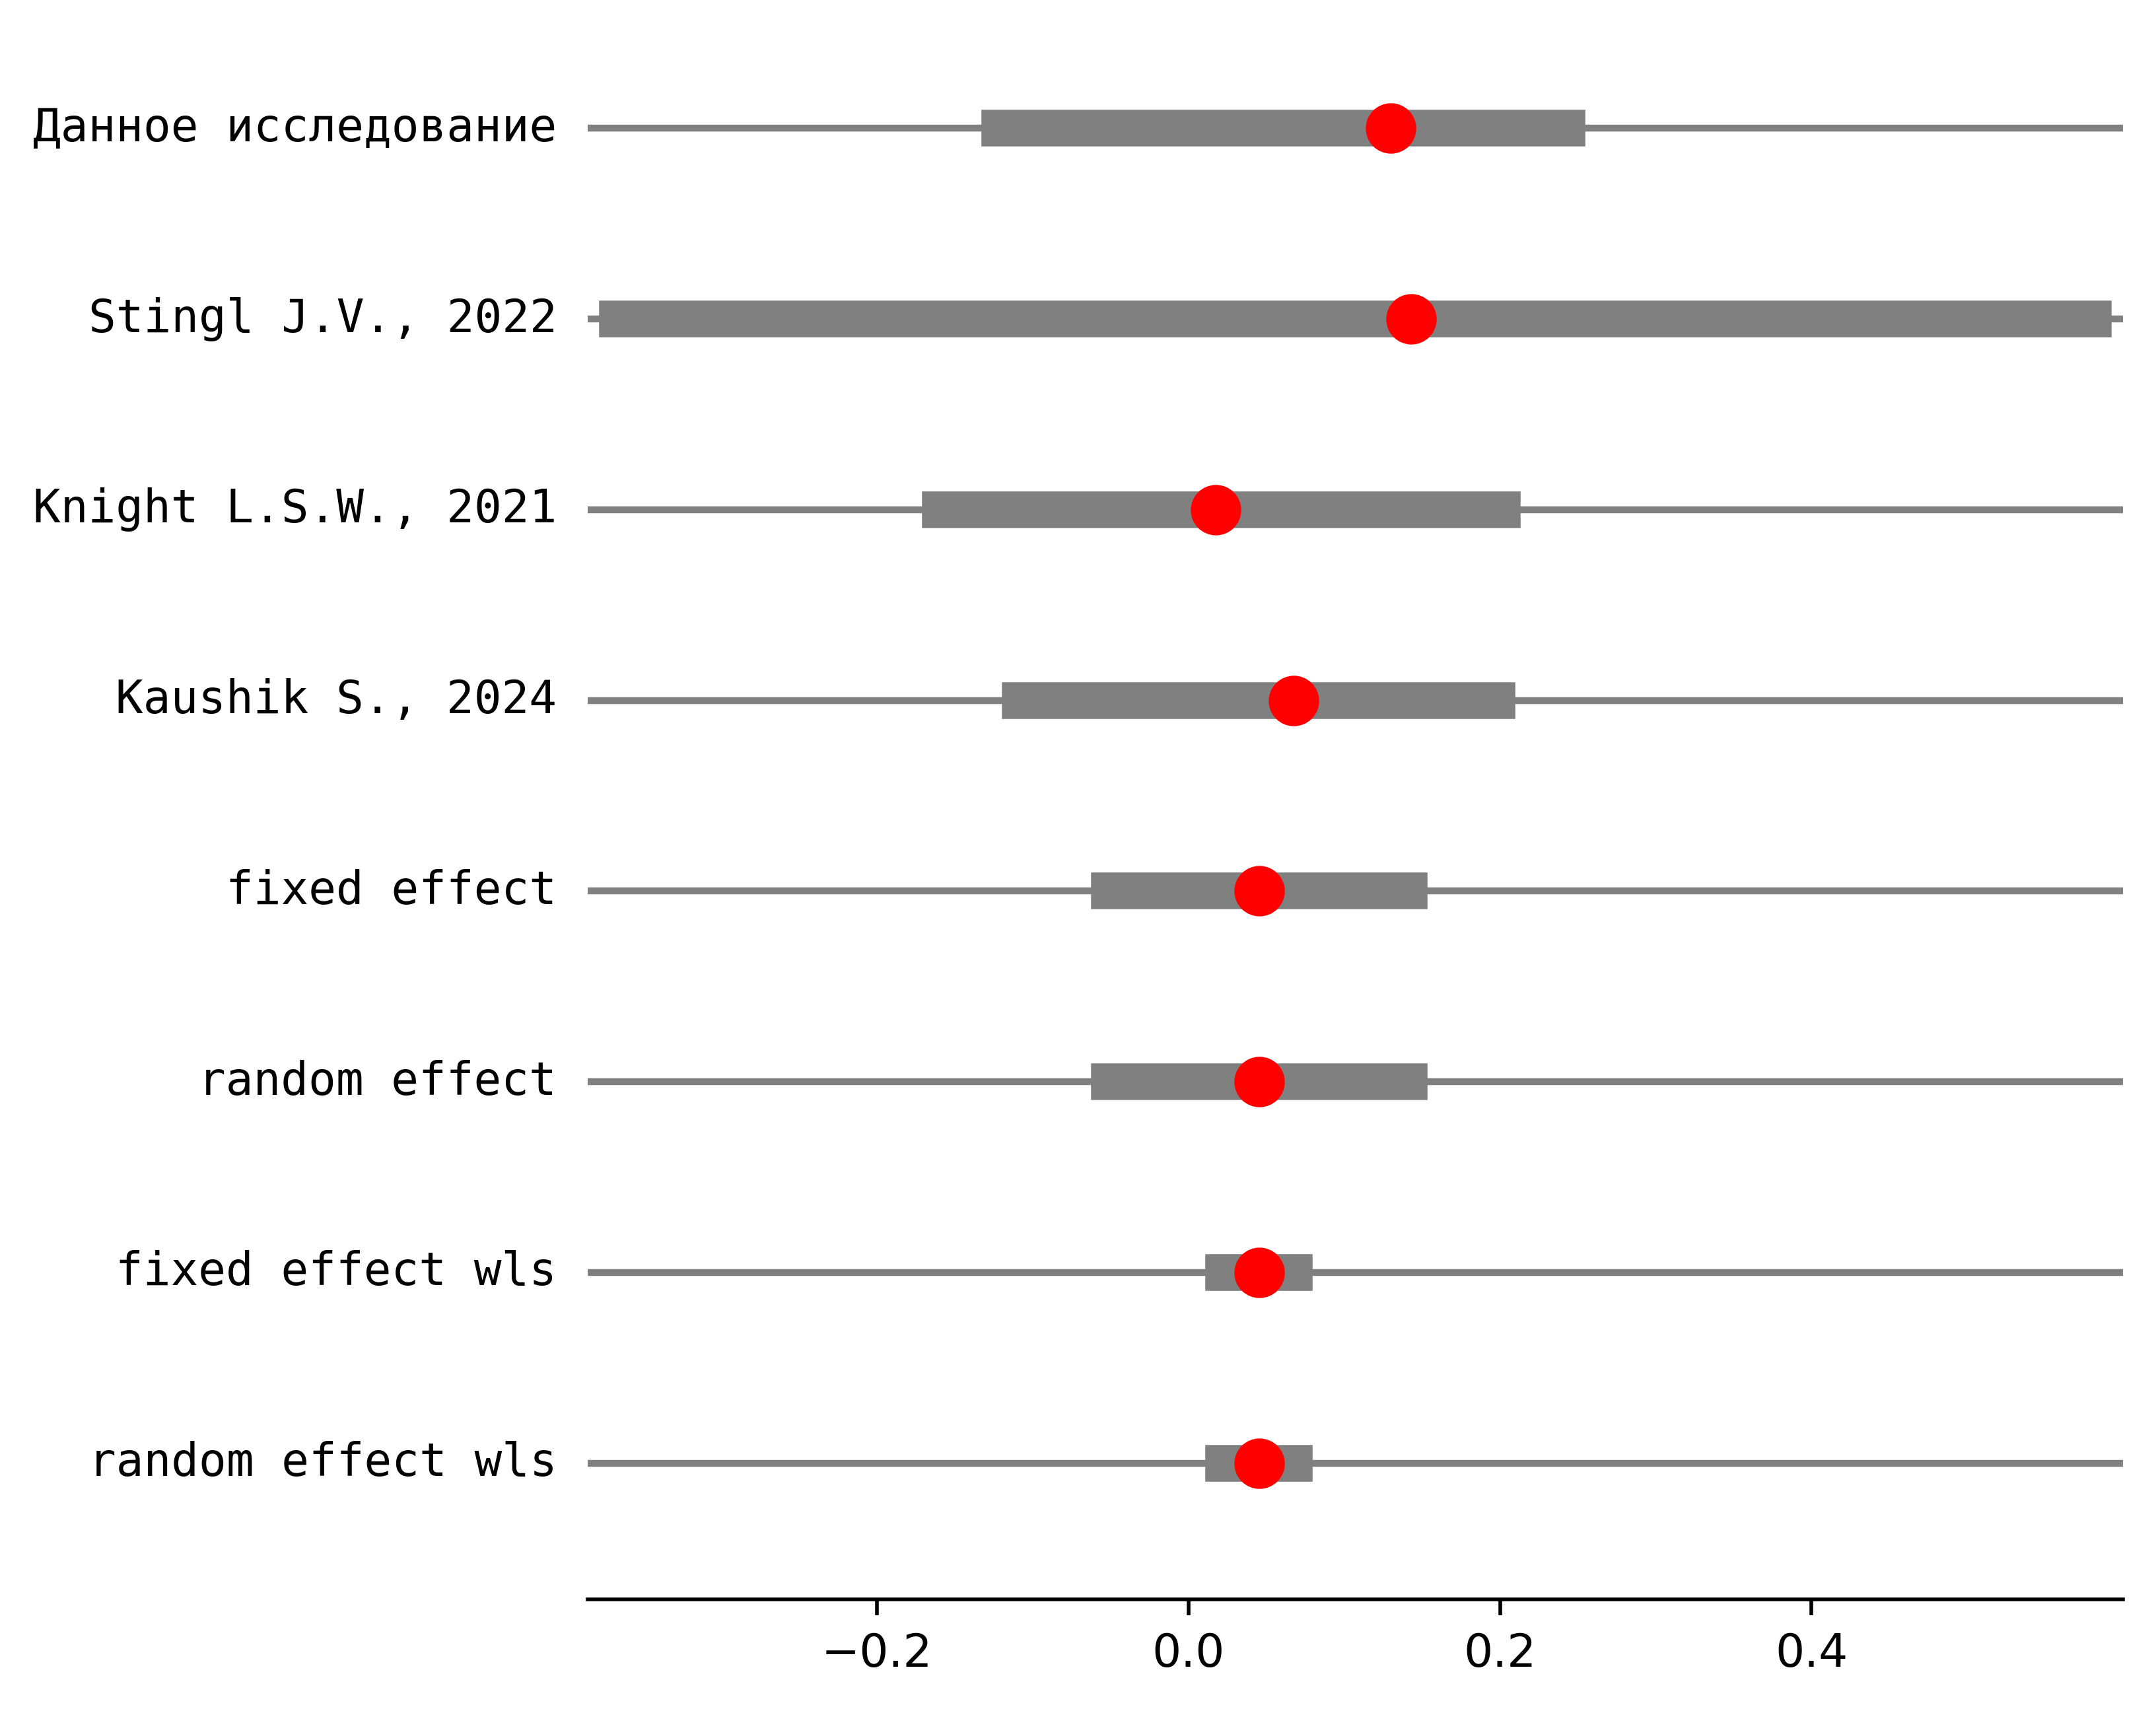 Данное исследование
Stingl J.V., 2022
Knight L.S.W., 2021
Kaushik S., 2024
fixed effect
random effect
fixed effect wls
random effect wls
−0.2 0.0 0.2 0.4